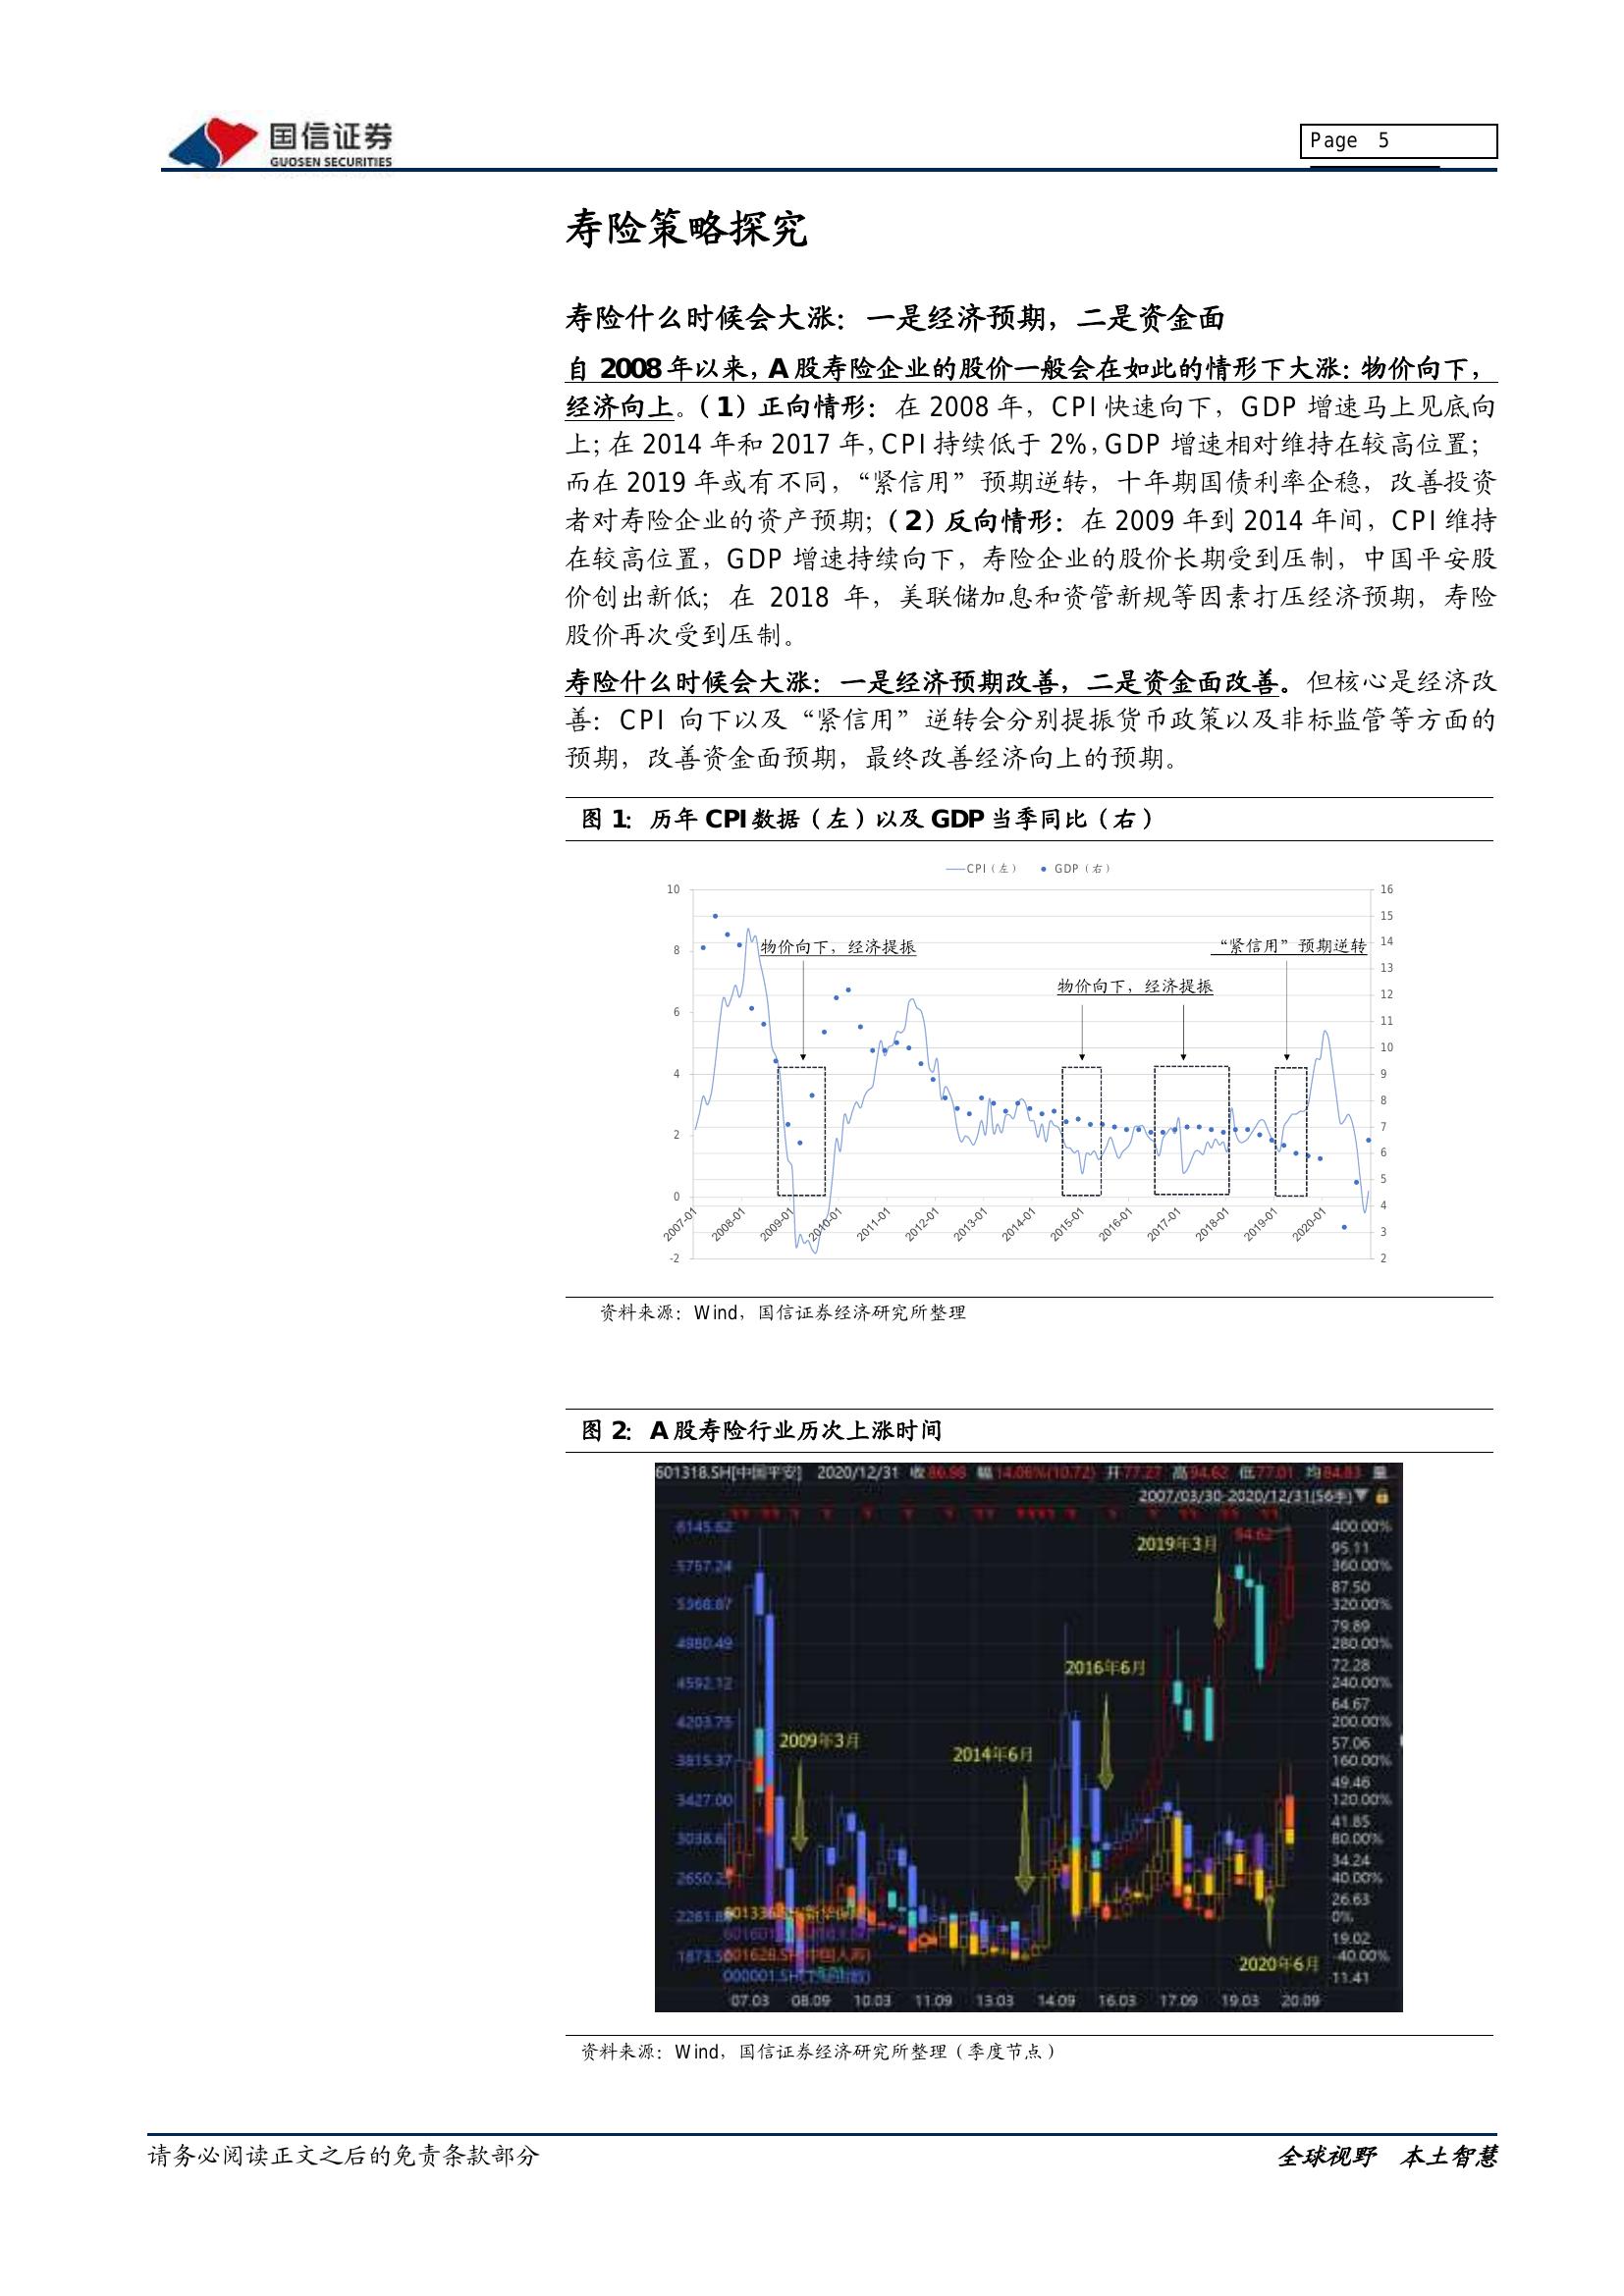 国信证券
GUOSEN SECURITIES
Page 5
寿险策略探究
寿险什么时候会大涨：一是经济预期，二是资金面
自 2008 年以来，A 股寿险企业的股价一般会在如此的情形下大涨：物价向下，
经济向上。（1）正向情形：在 2008 年，CPI 快速向下，GDP 增速马上见底向
上；在 2014 年和 2017 年，CPI 持续低于 2%，GDP 增速相对维持在较高位置；
而在 2019 年或有不同，“紧信用”预期逆转，十年期国债利率企稳，改善投资
者对寿险企业的资产预期；（2）反向情形：在 2009 年到 2014 年间，CPI 维持
在较高位置，GDP 增速持续向下，寿险企业的股价长期受到压制，中国平安股
价创出新低；在 2018 年，美联储加息和资管新规等因素打压经济预期，寿险
股价再次受到压制。
寿险什么时候会大涨：一是经济预期改善，二是资金面改善。但核心是经济改
善：CPI 向下以及“紧信用”逆转会分别提振货币政策以及非标监管等方面的
预期，改善资金面预期，最终改善经济向上的预期。
图 1：历年 CPI 数据（左）以及 GDP 当季同比（右）
CPI（左） GDP（右）
10 16
15
8 物价向下，经济提振 “紧信用”预期逆转 14
13
物价向下，经济提振 12
6 11
10
4 9
8
2 7
6
5
0 4
2007-01 2008-01 2009-01 2010-01 2011-01 2012-01 2013-01 2014-01 2015-01 2016-01 2017-01 2018-01 2019-01 2020-01 3
-2 2
资料来源：Wind，国信证券经济研究所整理
图 2：A 股寿险行业历次上涨时间
601318.SH[中国平安] 2020/12/31 收86.98 幅14.06%(10.72) 开77.27 高94.62 低77.01 均84.83 量
2007/03/30-2020/12/31(56季)
6145.62 94.62 400.00%
2019年3月 95.11
5757.24 360.00%
87.50
5368.87 320.00%
79.89
4980.49 280.00%
2016年6月 72.28
4592.12 240.00%
64.67
4203.75 200.00%
2009年3月 57.06
3815.37 2014年6月 160.00%
49.46
3427.00 120.00%
41.85
80.00%
34.24
40.00%
26.63
0%
19.02
601628.SH[中国人寿] -40.00%
2020年6月
11.41
07.03 08.09 10.03 11.09 13.03 14.09 16.03 17.09 19.03 20.09
资料来源：Wind，国信证券经济研究所整理（季度节点）
请务必阅读正文之后的免责条款部分 全球视野 本土智慧